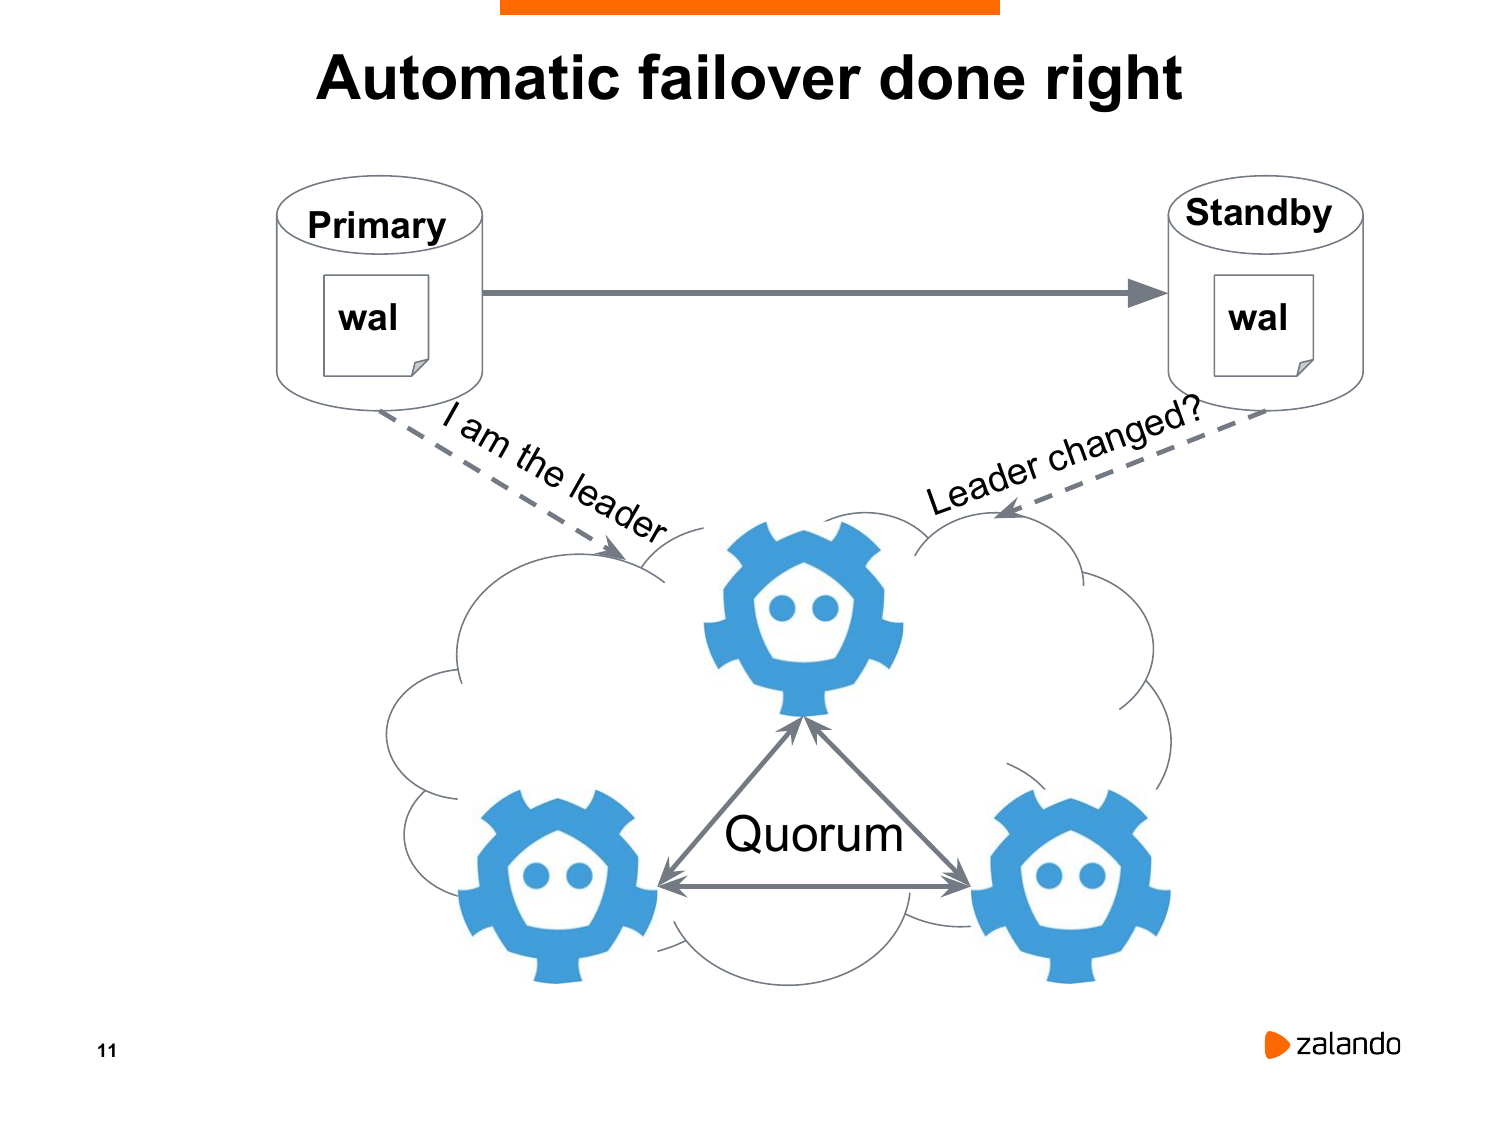 Automatic failover done right
Primary
Standby
wal
wal
I am the leader
Leader changed?
Quorum
11
zalando